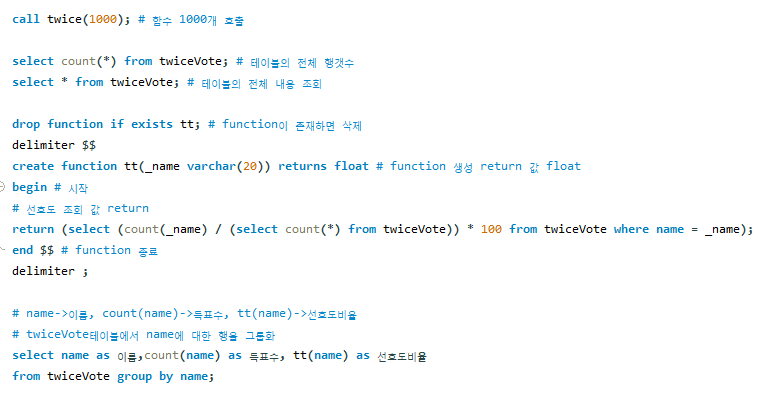 call twice(1000); # 함수 1000개 호출
select count(*) from twiceVote; # 테이블의 전체 행갯수
select * from twiceVote; # 테이블의 전체 내용 조회
drop function if exists tt; # function이 존재하면 삭제
delimiter $$
create function tt(_name varchar(20)) returns float # function 생성 return 값 float
begin # 시작
# 선호도 조회 값 return
return (select (count(_name) / (select count(*) from twiceVote)) * 100 from twiceVote where name = _name);
end $$ # function 종료
delimiter ;
# name->이름, count(name)->득표수, tt(name)->선호도비율
# twiceVote테이블에서 name에 대한 행을 그룹화
select name as 이름,count(name) as 득표수, tt(name) as 선호도비율
from twiceVote group by name;